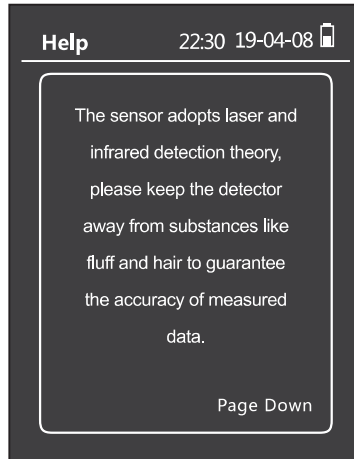 Help 22:30 19-04-08
The sensor adopts laser and
infrared detection theory,
please keep the detector
away from substances like
fluff and hair to guarantee
the accuracy of measured
data.
Page Down